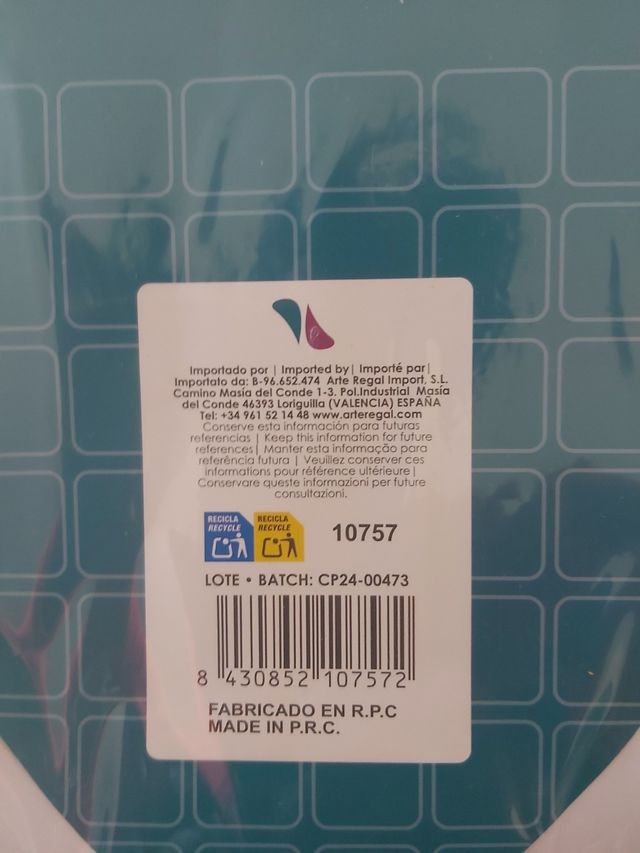 Importado por | Imported by| Importé par|
Importato da: B-96.652.474 Arte Regal Import, S.L.
Camino Masía del Conde 1-3. Pol.Industrial Masía
del Conde 46393 Loriguilla (VALENCIA) ESPAÑA
Tel: +34 961 52 14 48 www.arteregal.com
Conserve esta información para futuras
referencias | Keep this information for future
references| Manter esta informação para
referência futura | Veuillez conserver ces
informations pour référence ultérieure|
Conservare queste informazioni per future
consultazioni.
RECICLA RECICLA
RECYCLE RECYCLE
10757
LOTE • BATCH: CP24-00473
8 430852 107572
FABRICADO EN R.P.C
MADE IN P.R.C.